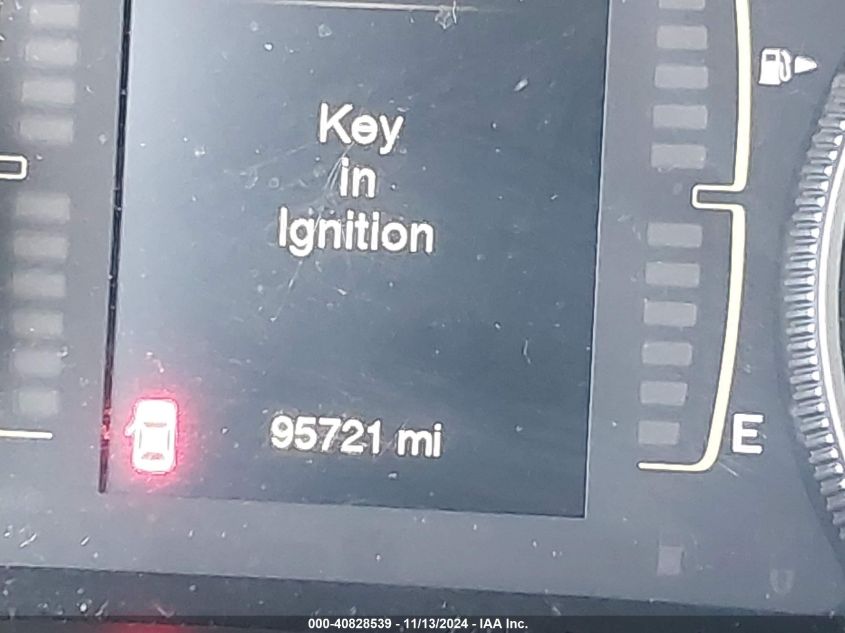 Key
in
Ignition
95721 mi
E
000-40828539 - 11/13/2024 - IAA Inc.